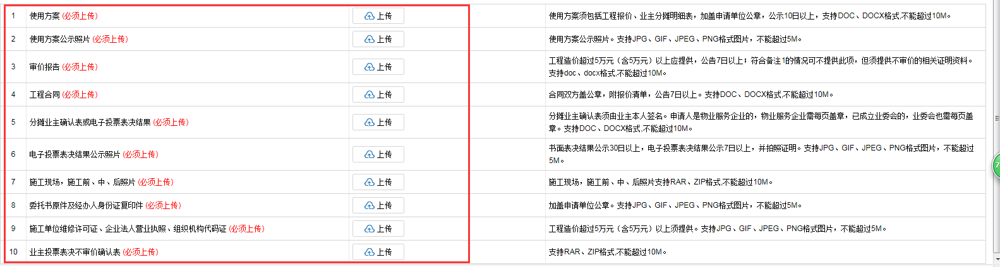 1 使用方案 (必须上传) 上传 使用方案须包括工程报价、业主分摊明细表，加盖申请单位公章，公示10日以上，支持DOC、DOCX格式,不能超过10M。
2 使用方案公示照片 (必须上传) 上传 使用方案公示照片。支持JPG、GIF、JPEG、PNG格式图片，不能超过5M。
3 审价报告 (必须上传) 上传 工程造价超过5万元（含5万元）以上应提供，公告7日以上；符合备注1的情况可不提供此项，但须提供不审价的相关证明资料。
支持doc、docx格式,不能超过10M。
4 工程合同 (必须上传) 上传 合同双方盖公章，附报价清单，公告7日以上。支持DOC、DOCX格式,不能超过10M。
5 分摊业主确认表或电子投票表决结果 (必须上传) 上传 分摊业主确认表须由业主本人签名。申请人是物业服务企业的，物业服务企业需每页盖章，已成立业委会的，业委会也需每页盖
章。支持DOC、DOCX格式,不能超过10M。
6 电子投票表决结果公示照片 (必须上传) 上传 书面表决结果公示30日以上，电子投票表决结果公示7日以上，并拍照证明。支持JPG、GIF、JPEG、PNG格式图片，不能超过
5M。
7 施工现场，施工前、中、后照片 (必须上传) 上传 施工现场，施工前、中、后照片支持RAR、ZIP格式,不能超过10M。
8 委托书原件及经办人身份证复印件 (必须上传) 上传 加盖申请单位公章。支持JPG、GIF、JPEG、PNG格式图片，不能超过5M。
9 施工单位维修许可证、企业法人营业执照、组织机构代码证 (必须上传) 上传 工程造价超过5万元（含5万元）以上须提供。支持JPG、GIF、JPEG、PNG格式图片，不能超过5M。
10 业主投票表决不审价确认表 (必须上传) 上传 支持RAR、ZIP格式,不能超过10M。